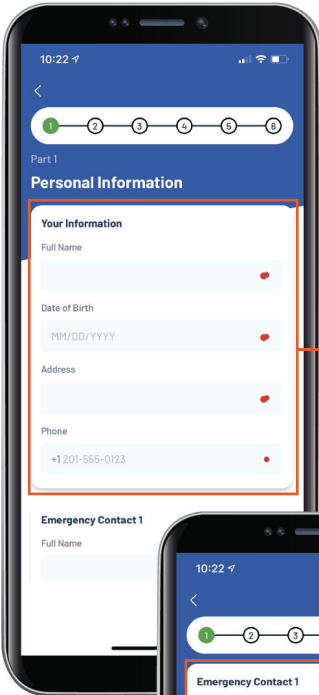 10:22
1 2 3 4 5 6
Part 1
Personal Information
Your Information
Full Name
Date of Birth
MM/DD/YYYY
Address
Phone
+1 201-555-0123
Emergency Contact 1
Full Name
10:22
1 2 3
Emergency Contact 1